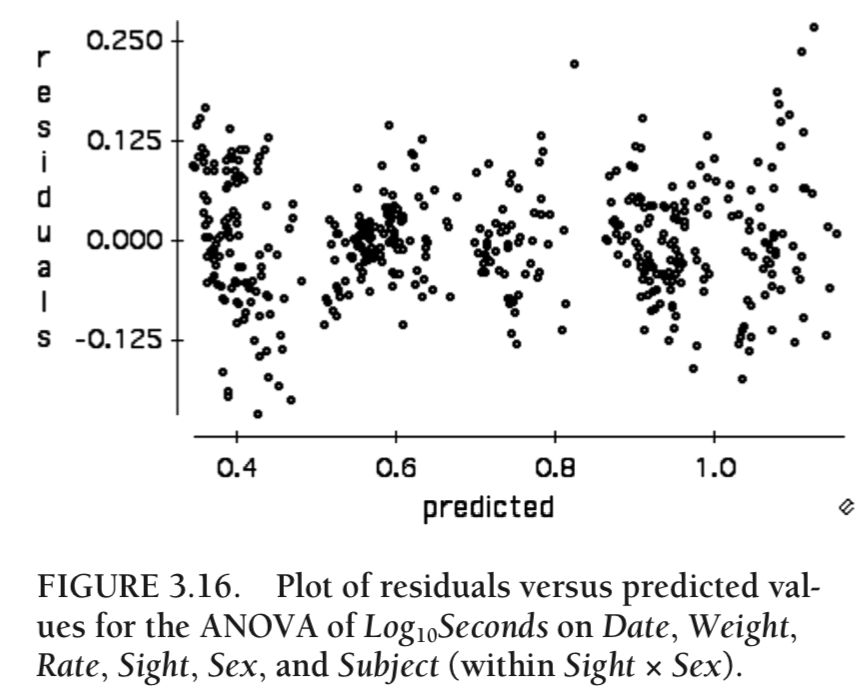 residuals
0.250
0.125
0.000
-0.125
0.4 0.6 0.8 1.0
predicted
FIGURE 3.16. Plot of residuals versus predicted val-
ues for the ANOVA of Log₁₀Seconds on Date, Weight,
Rate, Sight, Sex, and Subject (within Sight × Sex).